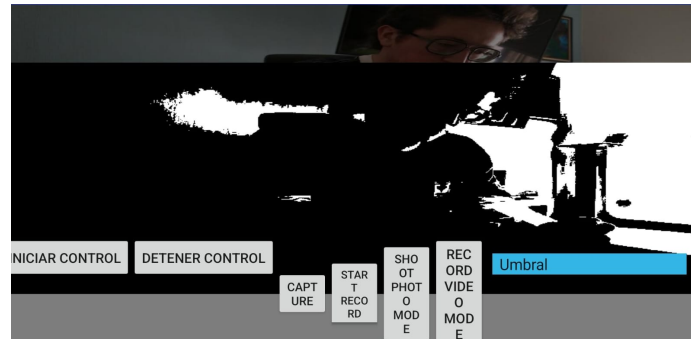 INICIAR CONTROL
DETENER CONTROL
CAPT
URE
STAR
T
RECO
RD
SHO
OT
PHOT
O
MOD
E
REC
ORD
VIDE
O
MOD
E
Umbral